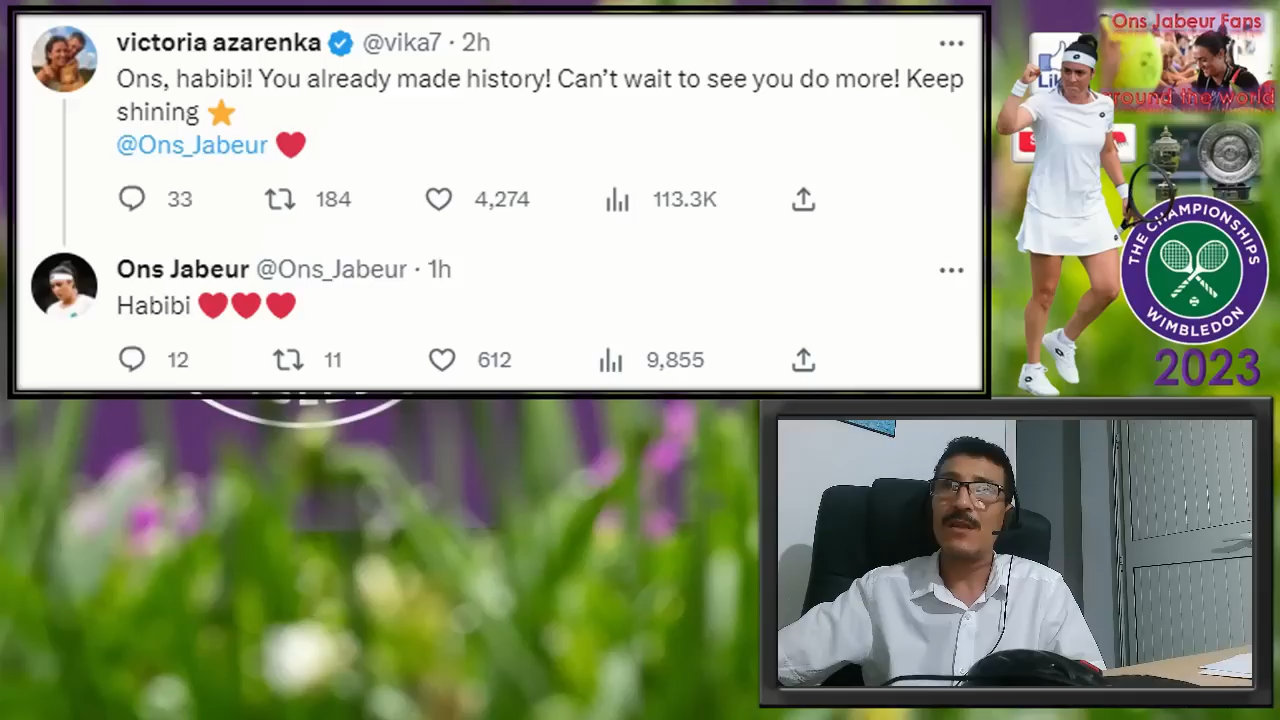 victoria azarenka @vika7 · 2h
Ons, habibi! You already made history! Can’t wait to see you do more! Keep
shining ⭐
@Ons_Jabeur ❤️
33 184 4,274 113.3K
Ons Jabeur @Ons_Jabeur · 1h
Habibi ❤️❤️❤️
12 11 612 9,855
Ons Jabeur Fans
around the world
THE CHAMPIONSHIPS
WIMBLEDON
2023